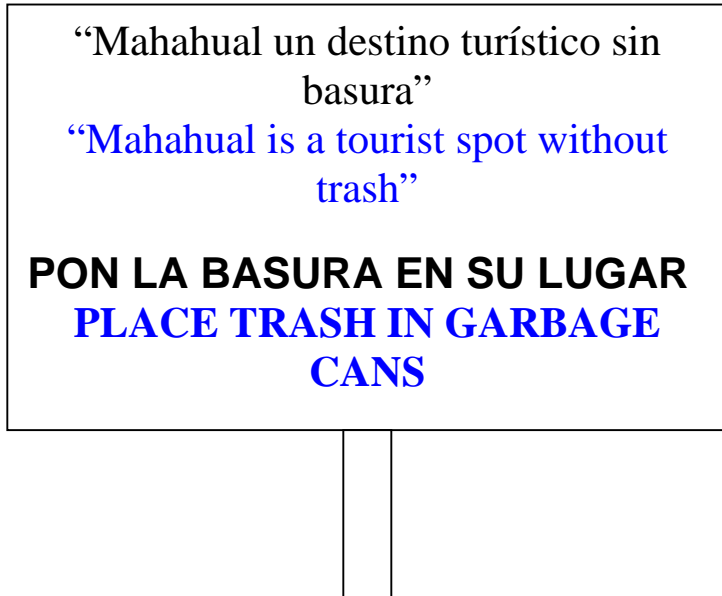 “Mahahual un destino turístico sin
basura”
“Mahahual is a tourist spot without
trash”
PON LA BASURA EN SU LUGAR
PLACE TRASH IN GARBAGE
CANS